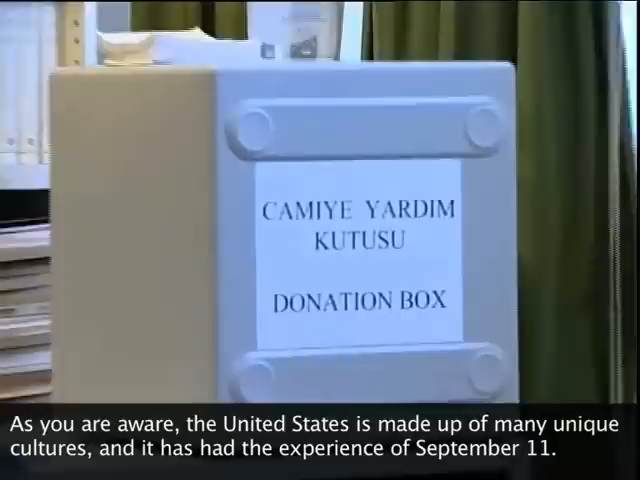 CAMIYE YARDIM
KUTUSU
DONATION BOX
As you are aware, the United States is made up of many unique
cultures, and it has had the experience of September 11.